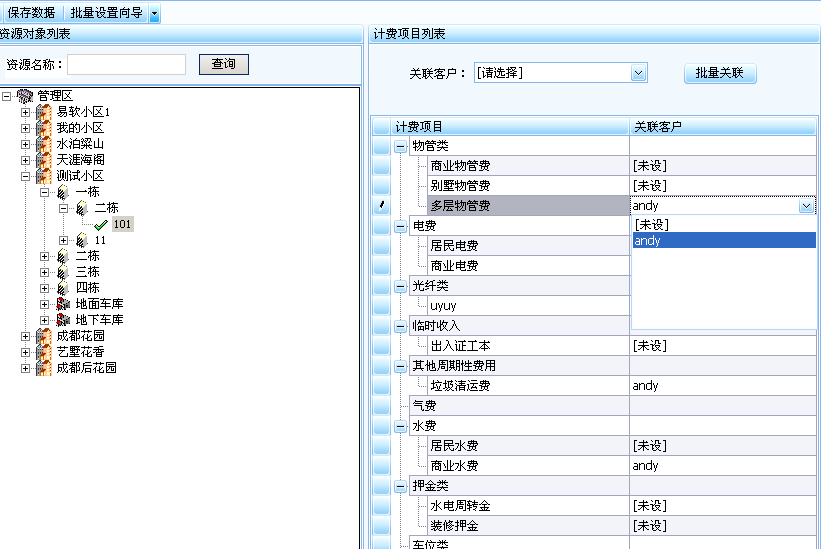 保存数据 批量设置向导
资源对象列表
资源名称： 查询
管理区
易软小区1
我的小区
水泊梁山
天涯海阁
测试小区
一栋
二栋
101
11
二栋
三栋
四栋
地面车库
地下车库
成都花园
艺墅花香
成都后花园
计费项目列表
关联客户： [请选择] 批量关联
计费项目 关联客户
物管类
商业物管费 [未设]
别墅物管费 [未设]
多层物管费 andy
[未设]
andy
电费
居民电费
商业电费
光纤类
uyuy
临时收入
出入证工本 [未设]
其他周期性费用
垃圾清运费 andy
气费
水费
居民水费 [未设]
商业水费 andy
押金类
水电周转金 [未设]
装修押金 [未设]
车位类